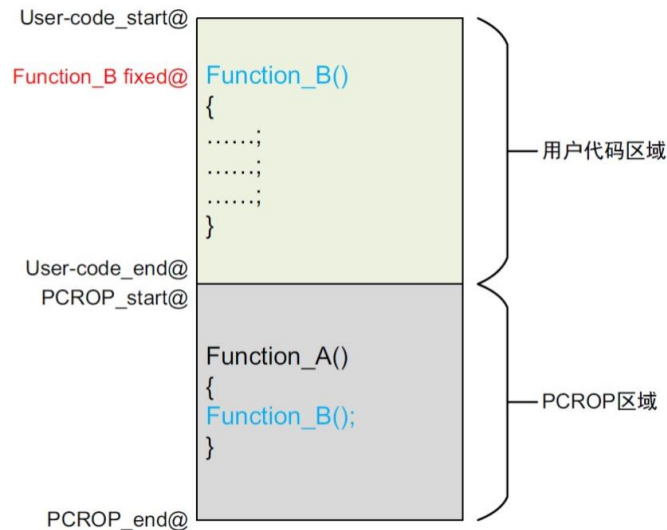 User-code_start@
Function_B fixed@
Function_B()
{
......;
......;
......;
}
用户代码区域
User-code_end@
PCROP_start@
Function_A()
{
Function_B();
}
PCROP区域
PCROP_end@